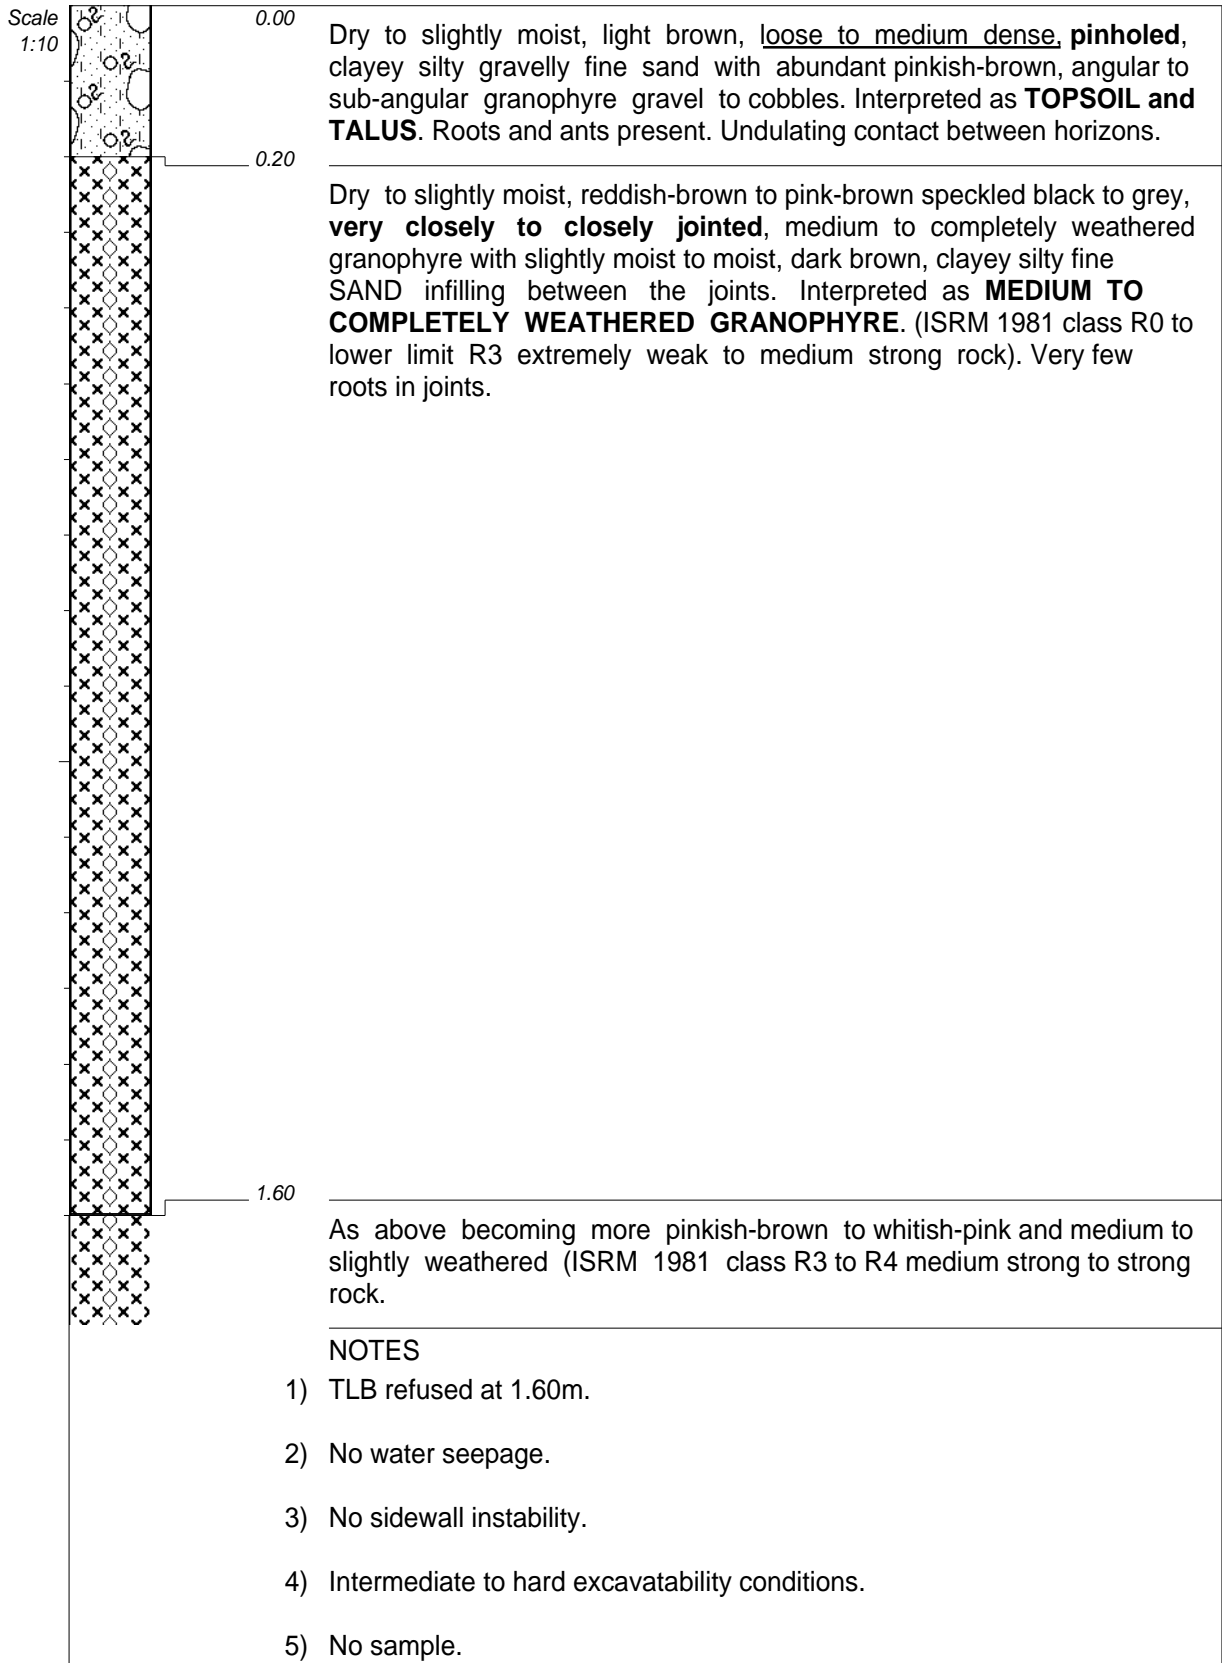 Scale
1:10
0.00
Dry to slightly moist, light brown, loose to medium dense, pinholed,
clayey silty gravelly fine sand with abundant pinkish-brown, angular to
sub-angular granophyre gravel to cobbles. Interpreted as TOPSOIL and
TALUS. Roots and ants present. Undulating contact between horizons.
0.20
Dry to slightly moist, reddish-brown to pink-brown speckled black to grey,
very closely to closely jointed, medium to completely weathered
granophyre with slightly moist to moist, dark brown, clayey silty fine
SAND infilling between the joints. Interpreted as MEDIUM TO
COMPLETELY WEATHERED GRANOPHYRE. (ISRM 1981 class R0 to
lower limit R3 extremely weak to medium strong rock). Very few
roots in joints.
1.60
As above becoming more pinkish-brown to whitish-pink and medium to
slightly weathered (ISRM 1981 class R3 to R4 medium strong to strong
rock.
NOTES
1) TLB refused at 1.60m.
2) No water seepage.
3) No sidewall instability.
4) Intermediate to hard excavatability conditions.
5) No sample.